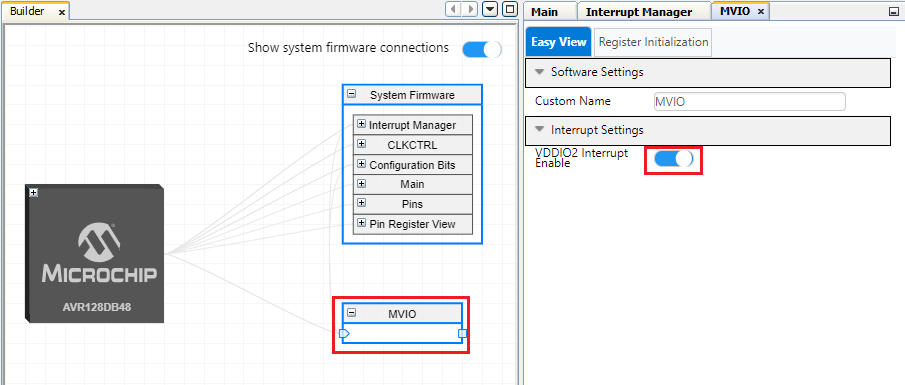 Builder
Show system firmware connections
System Firmware
Interrupt Manager
CLKCTRL
Configuration Bits
Main
Pins
Pin Register View
MICROCHIP
AVR128DB48
MVIO
Main
Interrupt Manager
MVIO
Easy View
Register Initialization
Software Settings
Custom Name
MVIO
Interrupt Settings
VDDIO2 Interrupt
Enable